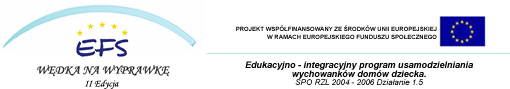 EFS
WĘDKA NA WYPRAWKĘ
II Edycja
PROJEKT WSPÓŁFINANSOWANY ZE ŚRODKÓW UNII EUROPEJSKIEJ
W RAMACH EUROPEJSKIEGO FUNDUSZU SPOŁECZNEGO
Edukacyjno - integracyjny program usamodzielniania
wychowanków domów dziecka.
SPO RZL 2004 - 2006 Działanie 1.5